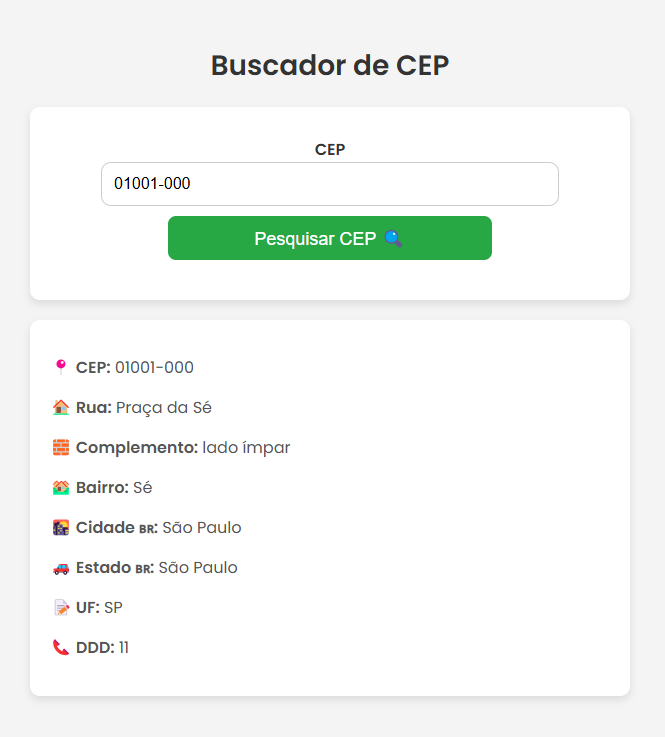 Buscador de CEP
CEP
01001-000
Pesquisar CEP 🔍
📍 CEP: 01001-000
🏠 Rua: Praça da Sé
🧱 Complemento: lado ímpar
🏘️ Bairro: Sé
🌇 Cidade BR: São Paulo
🚗 Estado BR: São Paulo
📝 UF: SP
📞 DDD: 11